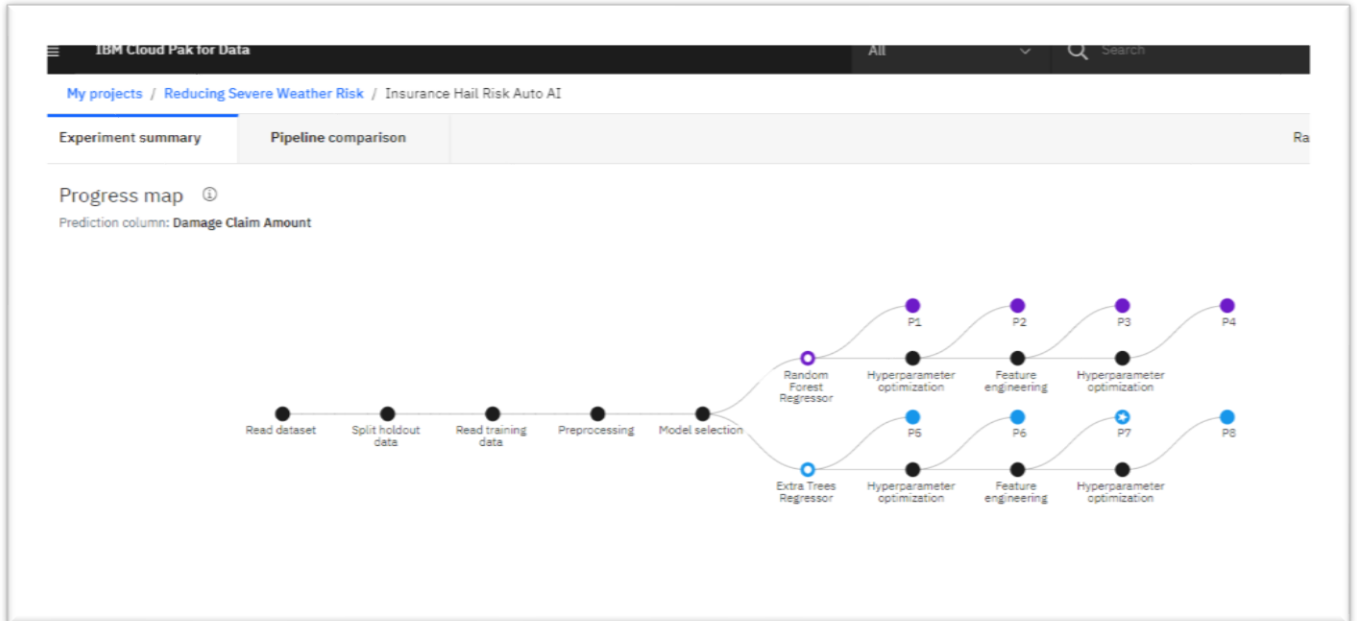 IBM Cloud Pak for Data
All
Search
My projects / Reducing Severe Weather Risk / Insurance Hail Risk Auto AI
Experiment summary
Pipeline comparison
Ra
Progress map
Prediction column: Damage Claim Amount
P1
P2
P3
P4
Random
Forest
Regressor
Hyperparameter
optimization
Feature
engineering
Hyperparameter
optimization
Read dataset
Split holdout
data
Read training
data
Preprocessing
Model selection
P5
P6
P7
P8
Extra Trees
Regressor
Hyperparameter
optimization
Feature
engineering
Hyperparameter
optimization